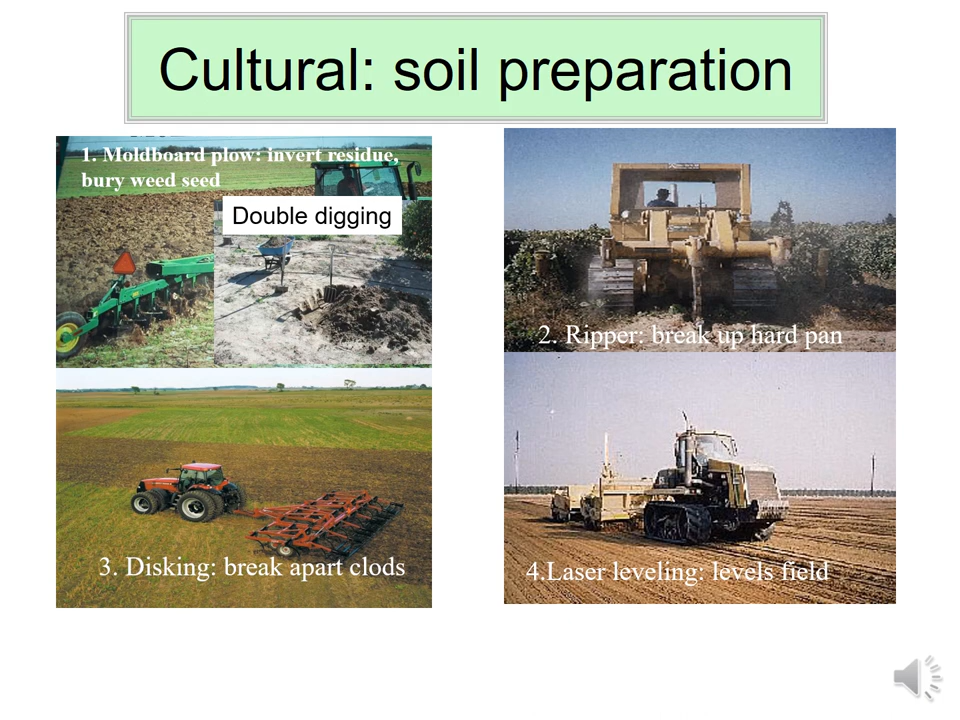 Cultural: soil preparation
1. Moldboard plow: invert residue,
bury weed seed
Double digging
2. Ripper: break up hard pan
3. Disking: break apart clods
4.Laser leveling: levels field